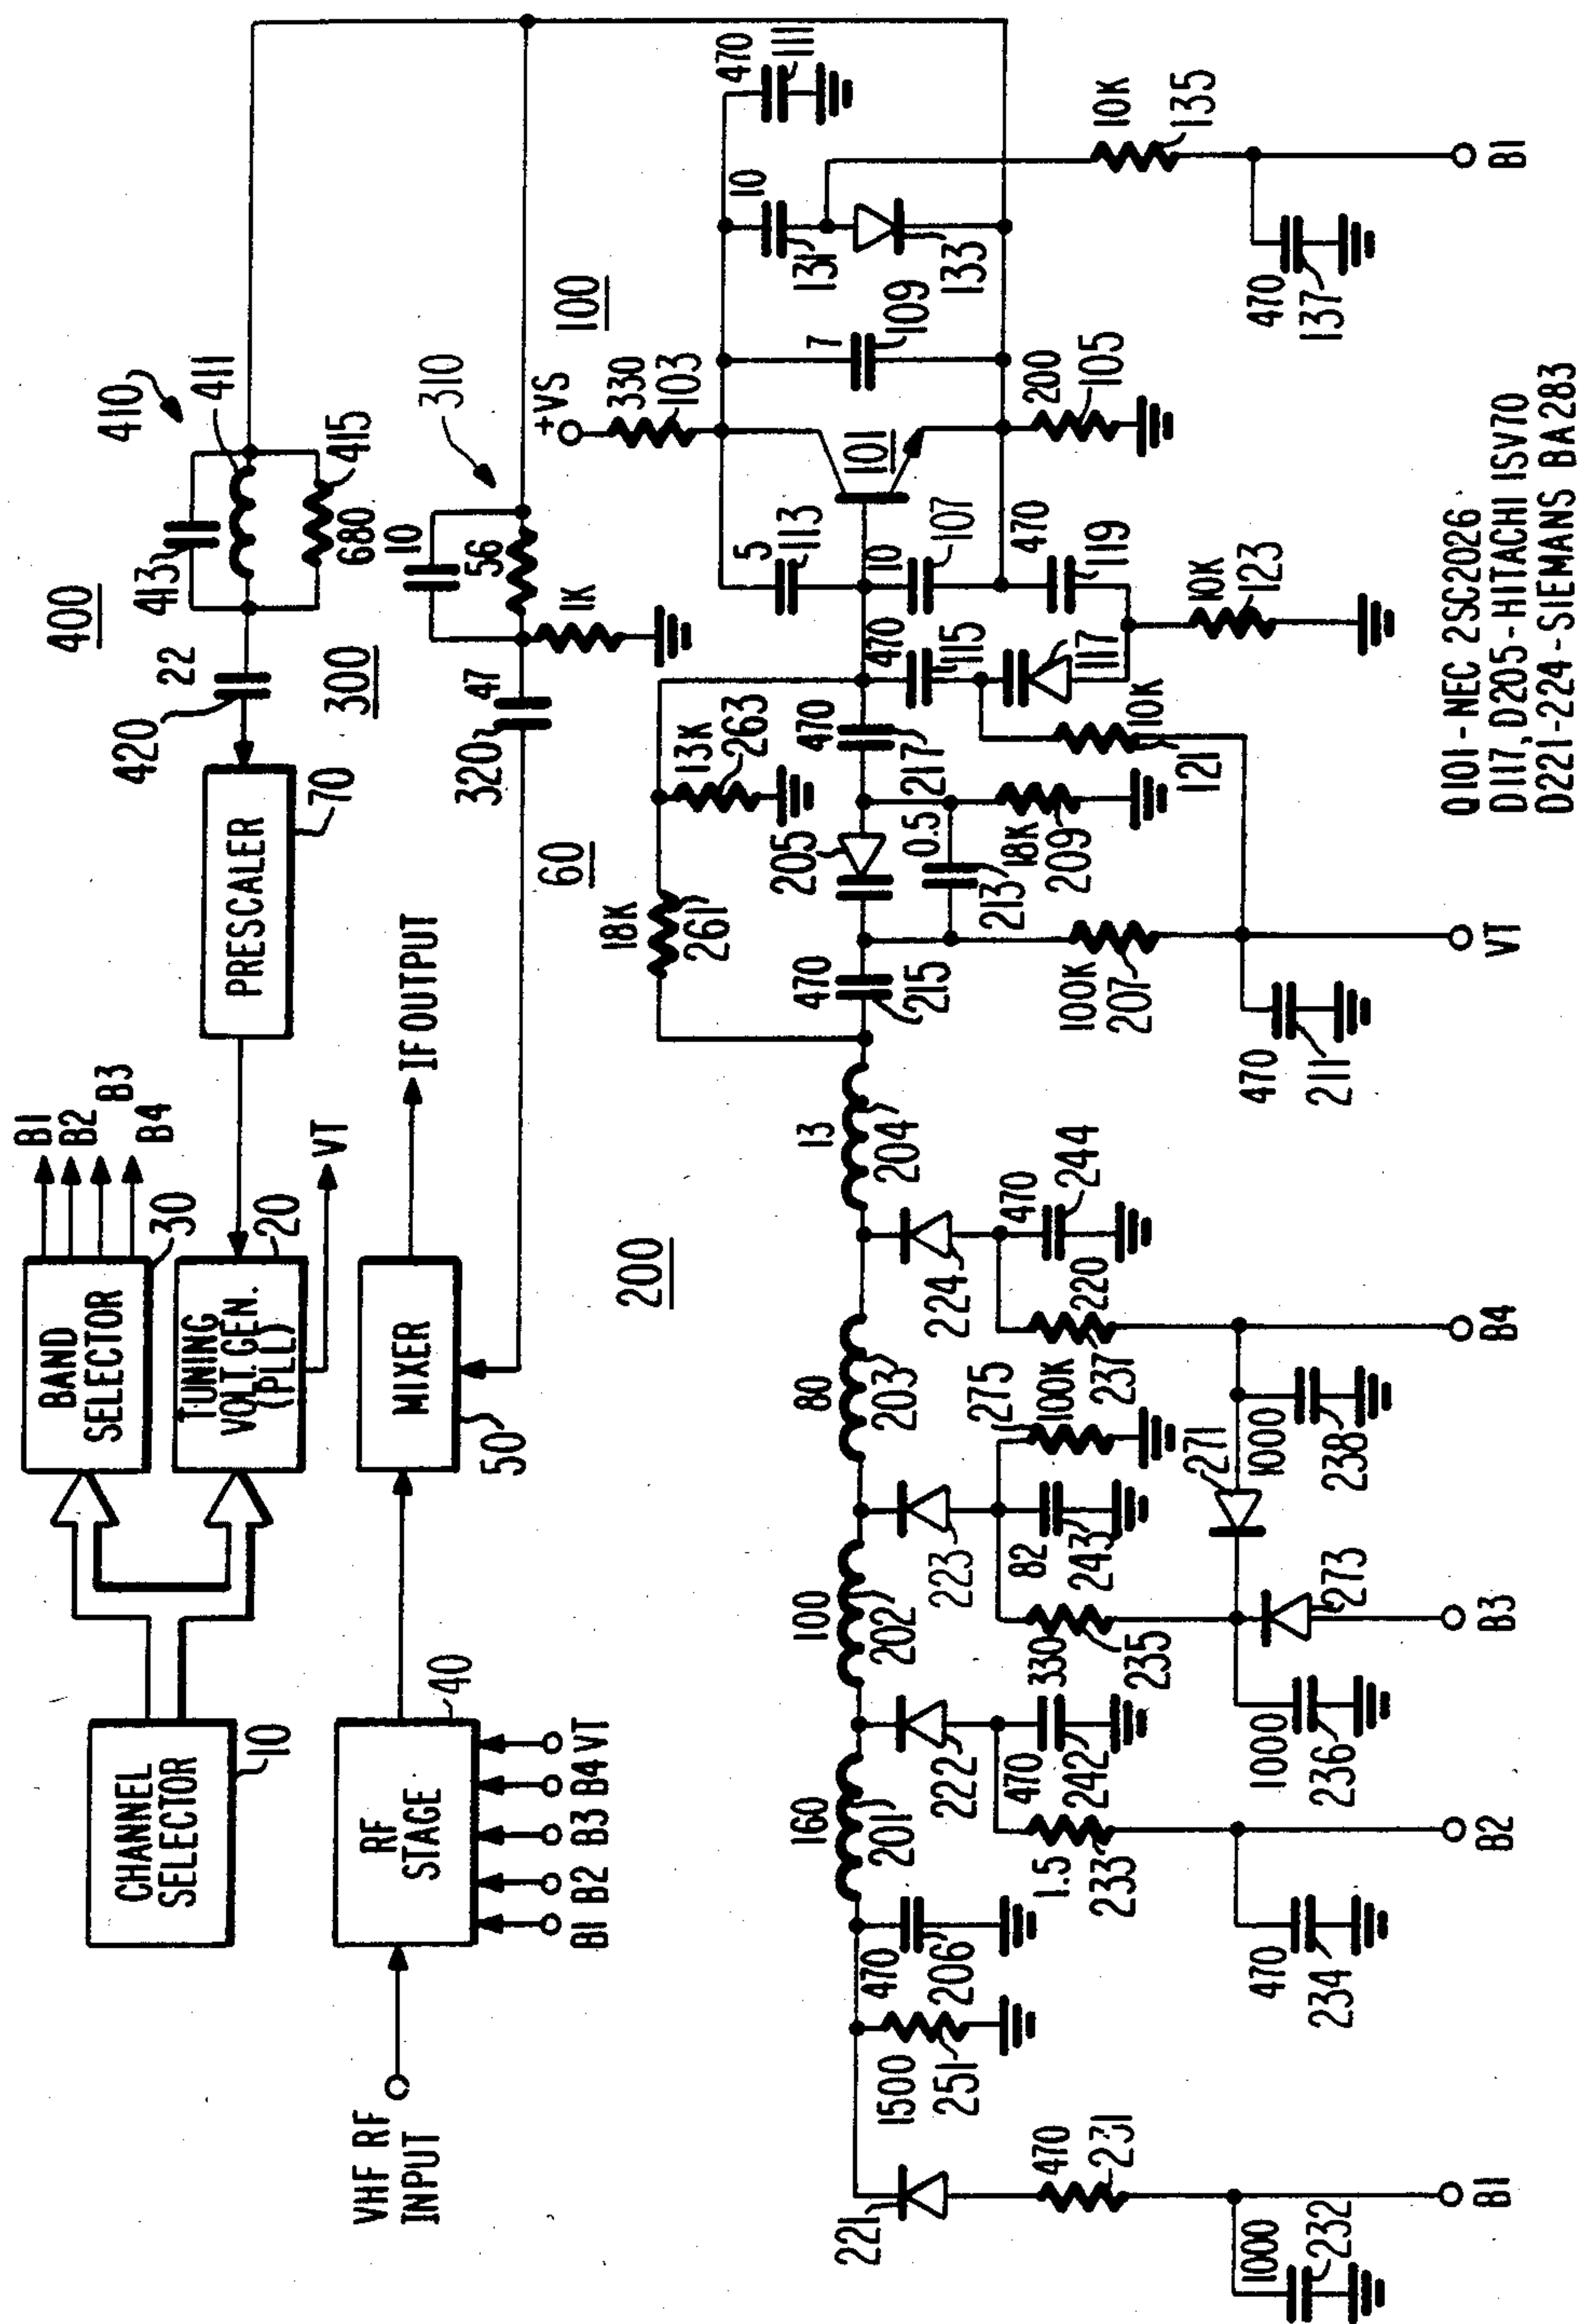 CHANNEL
SELECTOR
10
BAND
SELECTOR
30
B1
B2
B3
B4
TUNING
VOLT. GEN.
(PLL)
20
VT
PRESCALER
70
420
22
400
410
413
411
415
680
VHF RF
INPUT
RF
STAGE
40
B1 B2 B3 B4 VT
MIXER
50
IF OUTPUT
300
320
47
10
56
1K
310
60
200
100
+VS
330
103
18K
261
13K
263
205
470
217
470
115
5
113
10
107
101
7
109
10
131
133
470
111
221
1500
251
470
206
160
201
222
100
202
223
80
203
224
13
204
470
215
0.5
213
18K
209
100K
207
10K
121
117
470
119
200
105
10K
135
10K
123
470
231
1000
232
B1
470
242
1.5
233
470
234
B2
82
243
330
235
275
100K
1000
236
273
B3
470
244
220
237
271
1000
238
B4
470
211
VT
470
137
B1
Q101-NEC 2SC2026
D117, D205-HITACHI 1SV70
D221-224-SIEMANS BA283